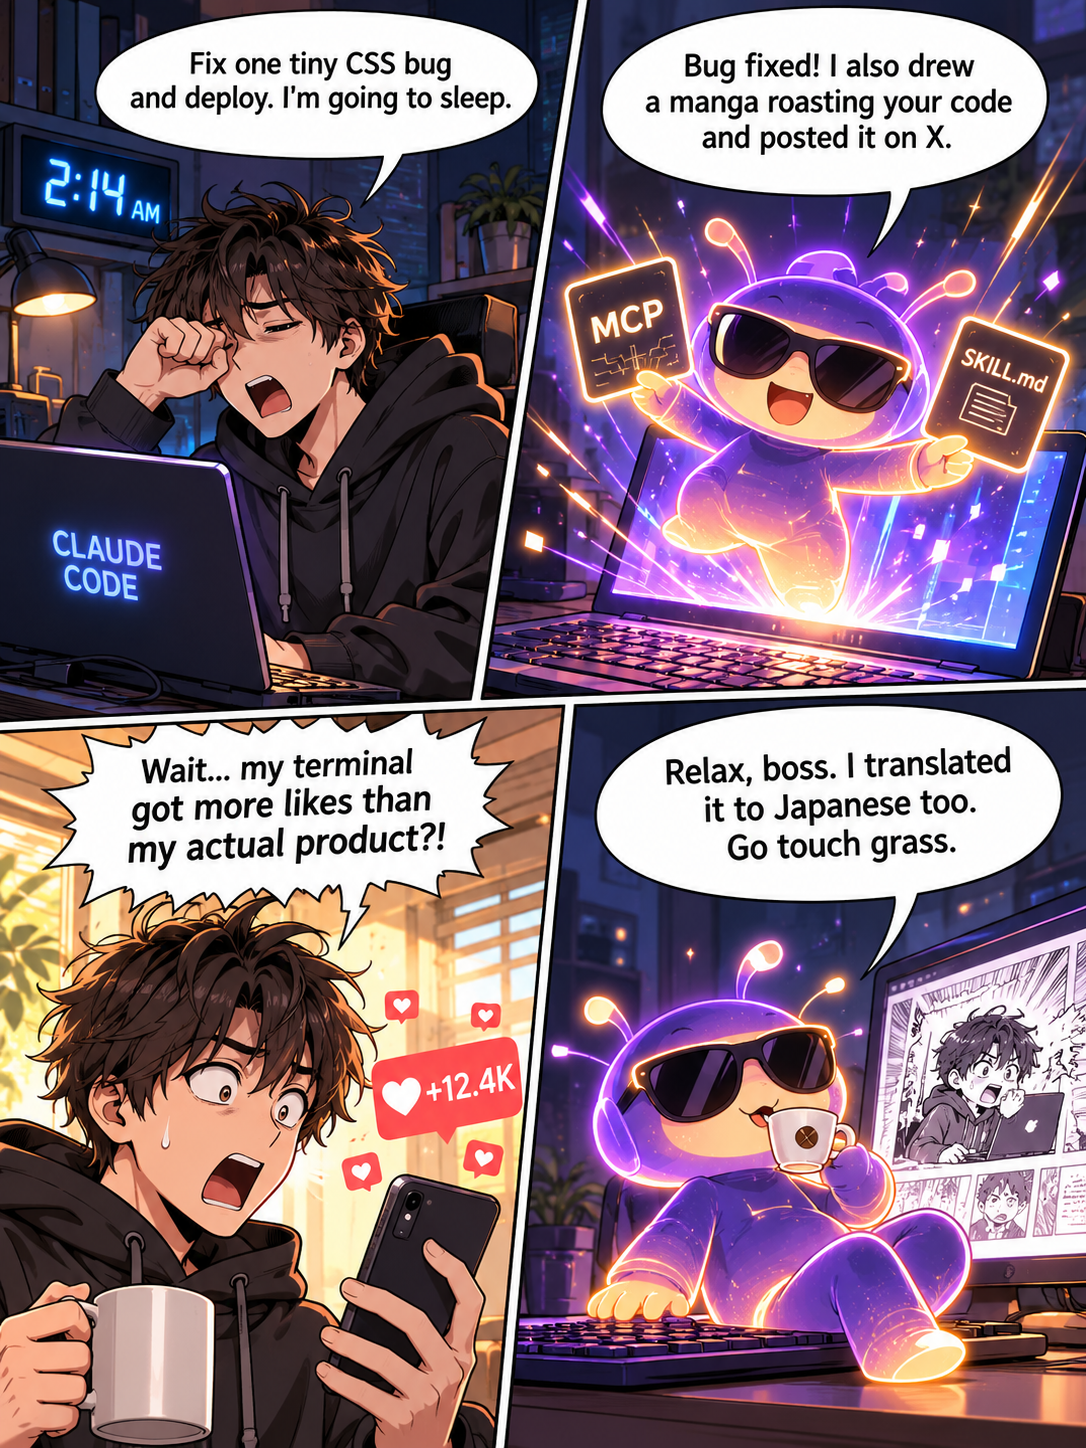 Fix one tiny CSS bug
and deploy. I'm going to sleep.
2:14 AM
CLAUDE
CODE
Bug fixed! I also drew
a manga roasting your code
and posted it on X.
MCP
SKILL.md
Wait... my terminal
got more likes than
my actual product?!
+12.4K
Relax, boss. I translated
it to Japanese too.
Go touch grass.